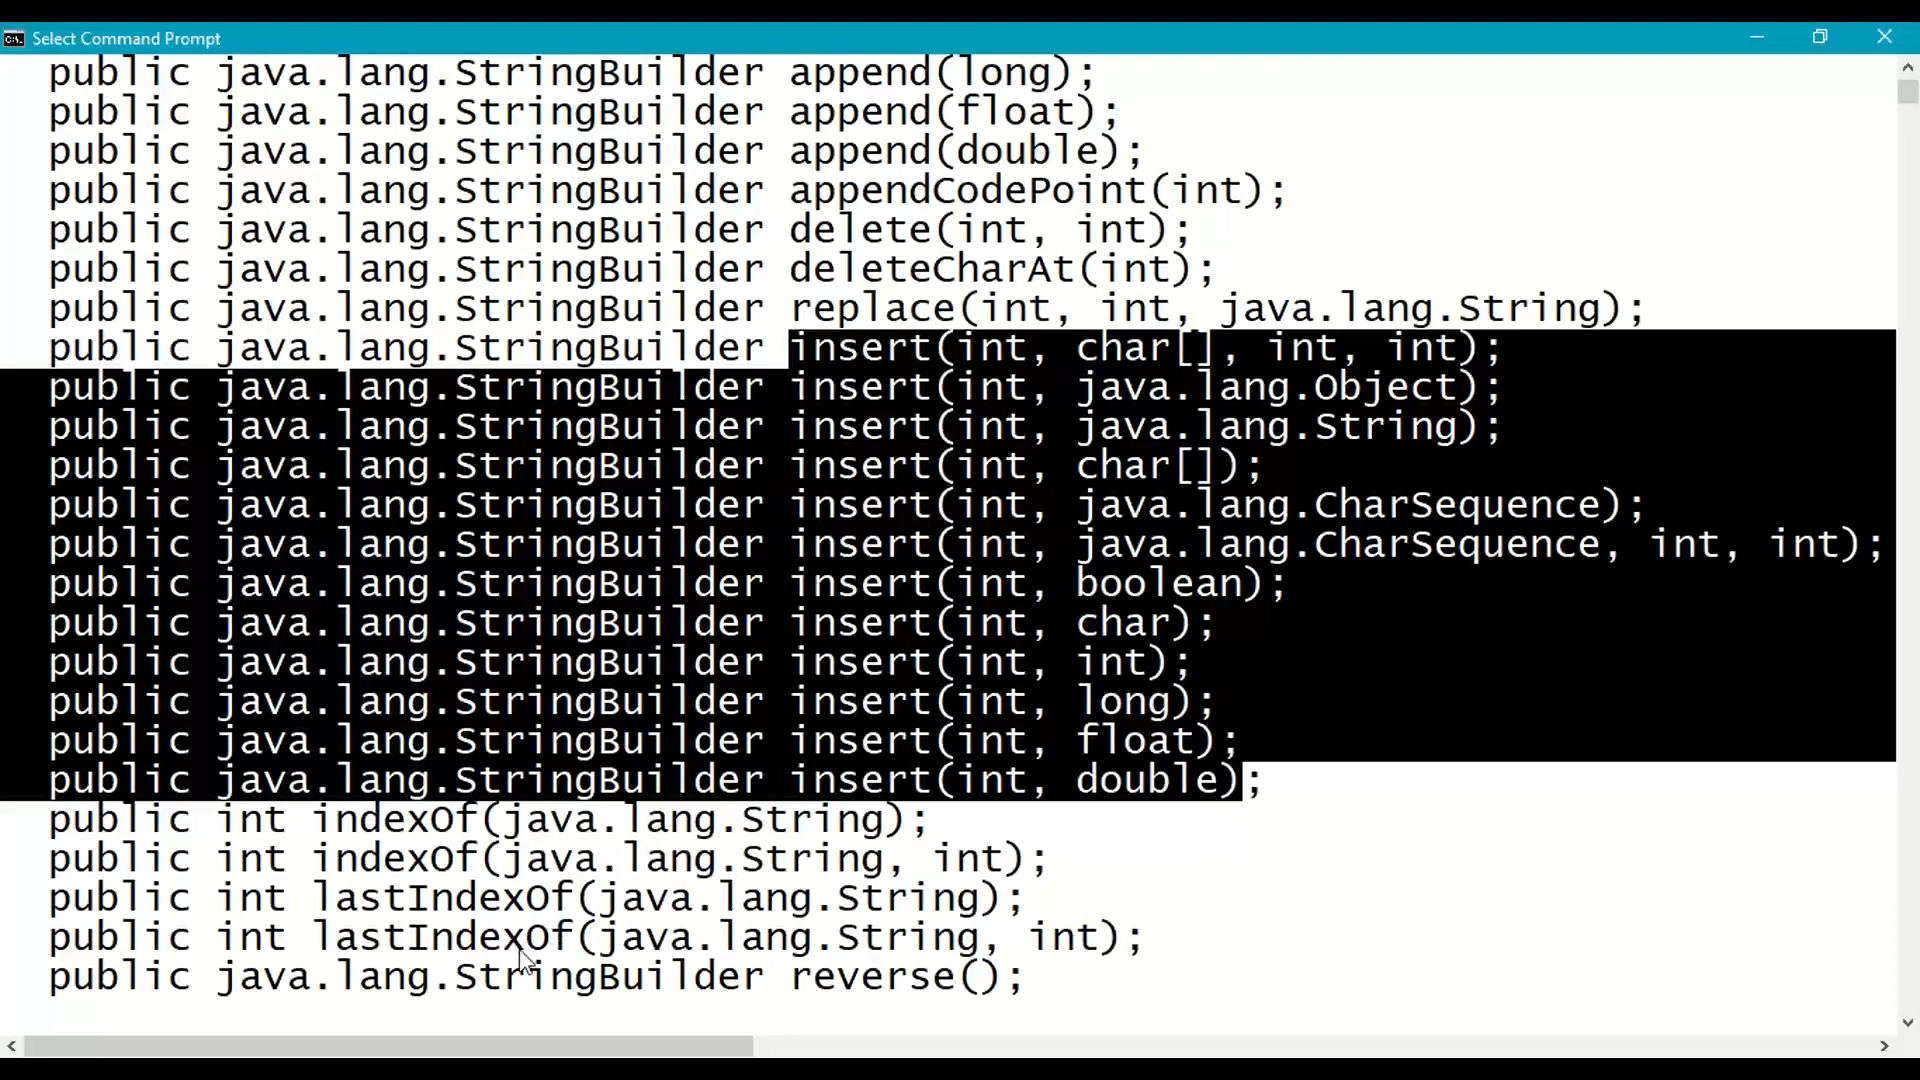 Select Command Prompt
public java.lang.StringBuilder append(long);
public java.lang.StringBuilder append(float);
public java.lang.StringBuilder append(double);
public java.lang.StringBuilder appendCodePoint(int);
public java.lang.StringBuilder delete(int, int);
public java.lang.StringBuilder deleteCharAt(int);
public java.lang.StringBuilder replace(int, int, java.lang.String);
public java.lang.StringBuilder insert(int, char[], int, int);
public java.lang.StringBuilder insert(int, java.lang.Object);
public java.lang.StringBuilder insert(int, java.lang.String);
public java.lang.StringBuilder insert(int, char[]);
public java.lang.StringBuilder insert(int, java.lang.CharSequence);
public java.lang.StringBuilder insert(int, java.lang.CharSequence, int, int);
public java.lang.StringBuilder insert(int, boolean);
public java.lang.StringBuilder insert(int, char);
public java.lang.StringBuilder insert(int, int);
public java.lang.StringBuilder insert(int, long);
public java.lang.StringBuilder insert(int, float);
public java.lang.StringBuilder insert(int, double);
public int indexOf(java.lang.String);
public int indexOf(java.lang.String, int);
public int lastIndexOf(java.lang.String);
public int lastIndexOf(java.lang.String, int);
public java.lang.StringBuilder reverse();